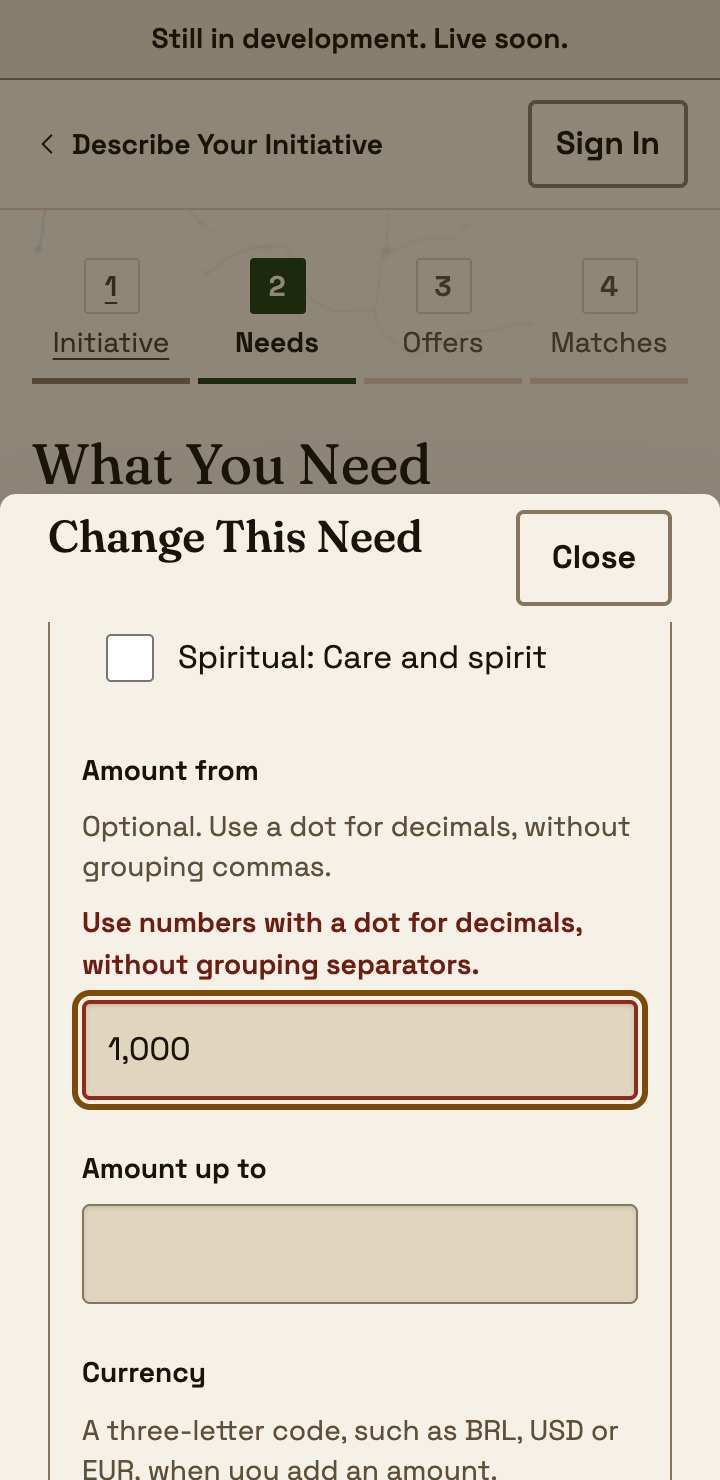 Still in development. Live soon.
Describe Your Initiative
Sign In
1
2
3
4
Initiative
Needs
Offers
Matches
What You Need
Change This Need
Close
Spiritual: Care and spirit
Amount from
Optional. Use a dot for decimals, without
grouping commas.
Use numbers with a dot for decimals,
without grouping separators.
1,000
Amount up to
Currency
A three-letter code, such as BRL, USD or
EUR, when you add an amount.